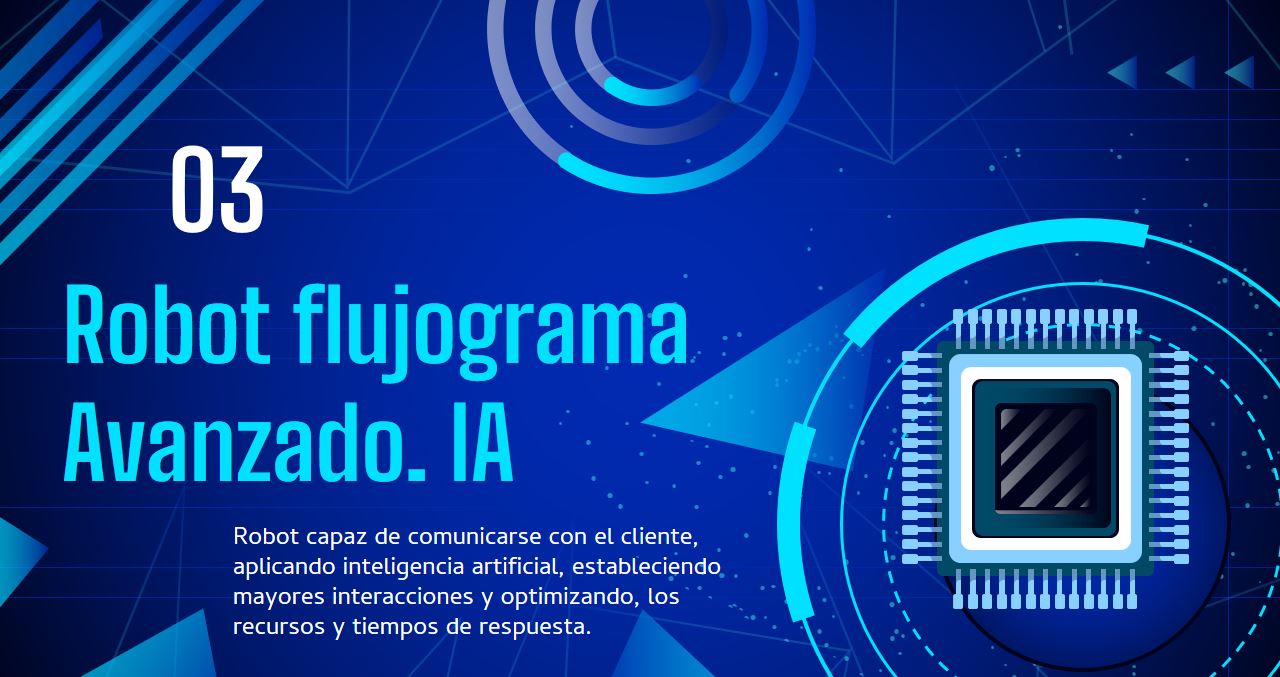 03
Robot flujograma
Avanzado. IA
Robot capaz de comunicarse con el cliente,
aplicando inteligencia artificial, estableciendo
mayores interacciones y optimizando, los
recursos y tiempos de respuesta.